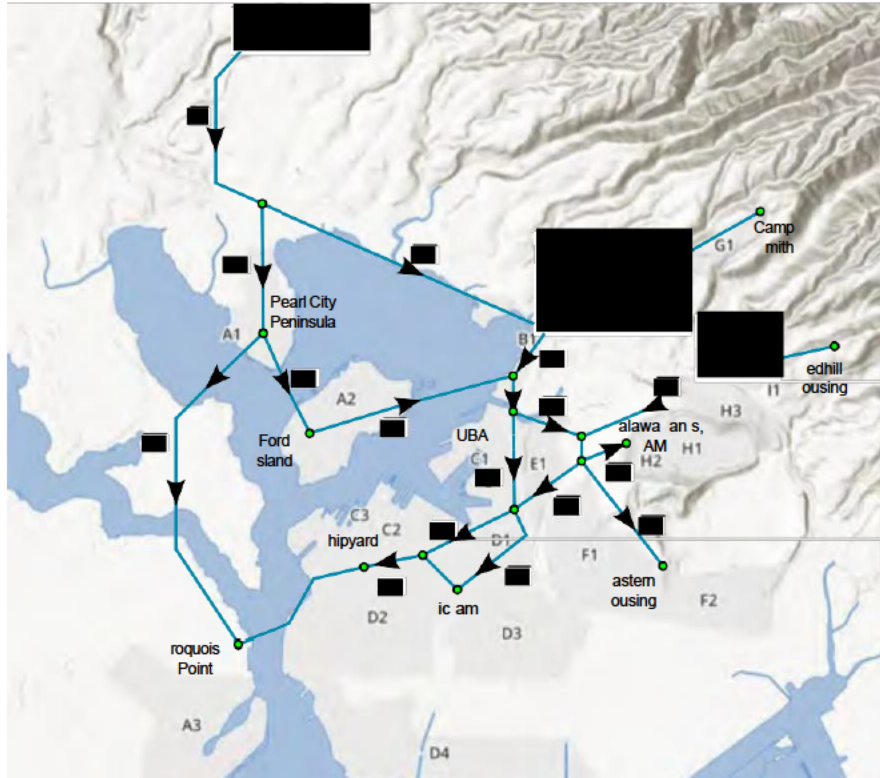 Camp
mith
G1
Pearl City
Peninsula
A1
B1
edhill
ousing
I1
A2
H3
alawa an s,
AM
Ford
sland
UBA
H1
H2
C1
E1
C3
C2
hipyard
D1
F1
astern
ousing
F2
ic am
D2
D3
roquois
Point
A3
D4